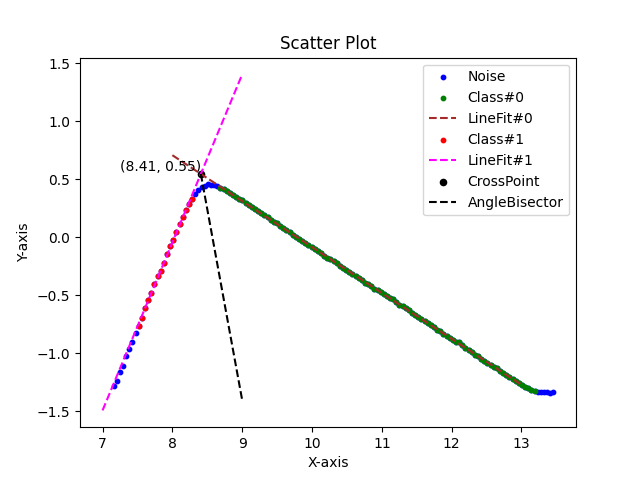 Scatter Plot
1.5
1.0
0.5
0.0
−0.5
−1.0
−1.5
Y-axis
(8.41, 0.55)
Noise
Class#0
LineFit#0
Class#1
LineFit#1
CrossPoint
AngleBisector
7 8 9 10 11 12 13
X-axis